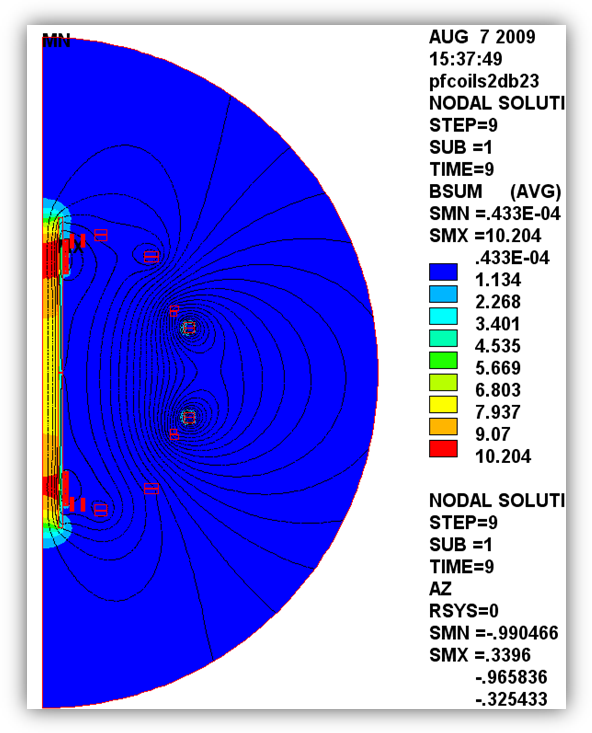 MN
AUG 7 2009
15:37:49
pfcoils2db23
NODAL SOLUTI
STEP=9
SUB =1
TIME=9
BSUM (AVG)
SMN =.433E-04
SMX =10.204
.433E-04
1.134
2.268
3.401
4.535
5.669
6.803
7.937
9.07
10.204
NODAL SOLUTI
STEP=9
SUB =1
TIME=9
AZ
RSYS=0
SMN =-.990466
SMX =.3396
-.965836
-.325433